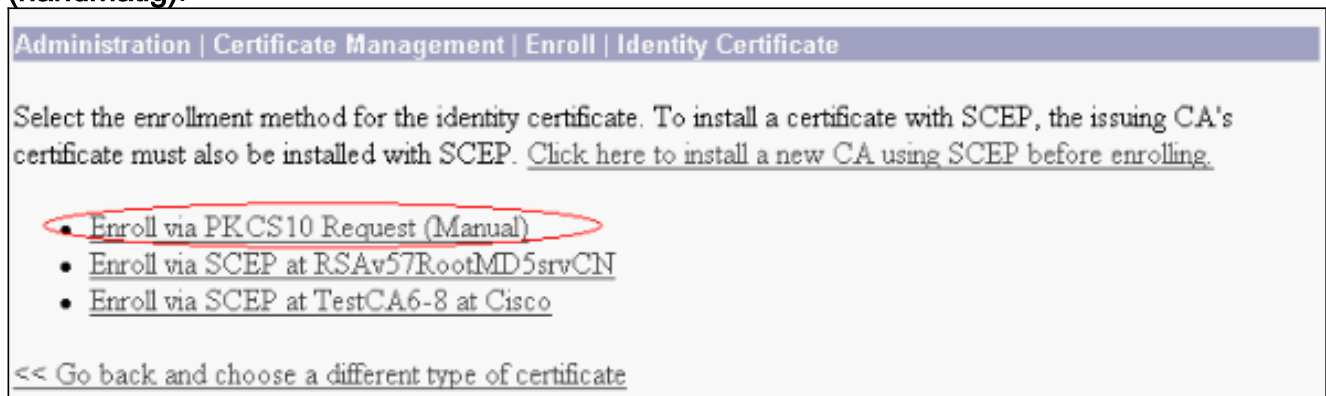 (handmatig).
Administration | Certificate Management | Enroll | Identity Certificate
Select the enrollment method for the identity certificate. To install a certificate with SCEP, the issuing CA's
certificate must also be installed with SCEP. Click here to install a new CA using SCEP before enrolling.
• Enroll via PKCS10 Request (Manual)
• Enroll via SCEP at RSAv57RootMD5srvCN
• Enroll via SCEP at TestCA6-8 at Cisco
<< Go back and choose a different type of certificate